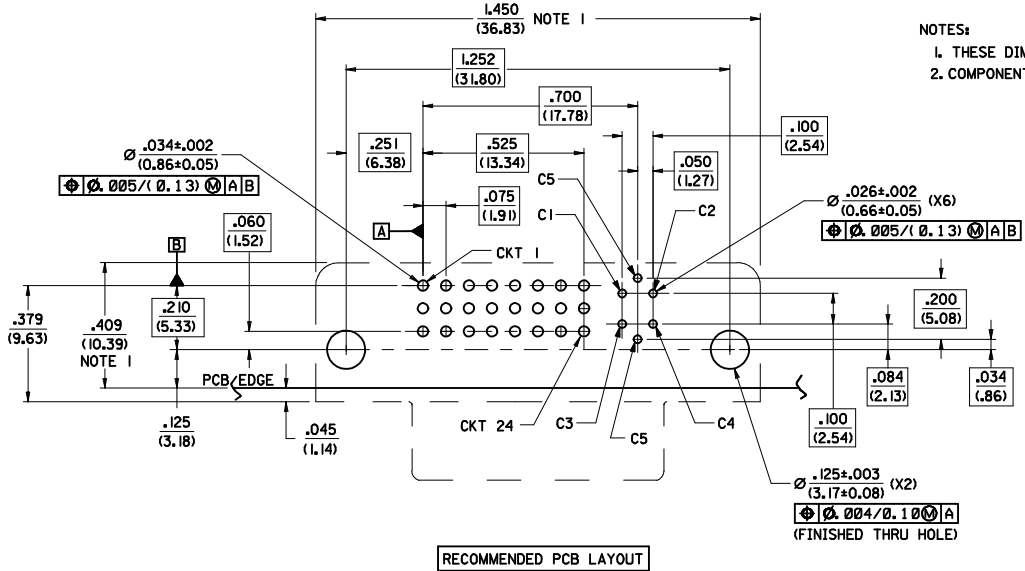 1.450
(36.83) NOTE 1
NOTES:
1. THESE DIM
2. COMPONENT
1.252
(31.80)
.700
(17.78)
.100
(2.54)
Ø .034±.002
(0.86±0.05)
⌖ Ø.005/(0.13) Ⓜ A B
.251
(6.38)
.525
(13.34)
.050
(1.27)
C5
.075
(1.91)
C1
C2
Ø .026±.002 (X6)
(0.66±0.05)
⌖ Ø.005/(0.13) Ⓜ A B
.060
(1.52)
A
B
CKT 1
.379
(9.63)
.409
(10.39)
NOTE 1
.210
(5.33)
.200
(5.08)
PCB EDGE
.084
(2.13)
.034
(.86)
.125
(3.18)
.045
(1.14)
CKT 24
C3
C5
C4
.100
(2.54)
Ø .125±.003 (X2)
(3.17±0.08)
⌖ Ø.004/0.10 Ⓜ A
(FINISHED THRU HOLE)
RECOMMENDED PCB LAYOUT